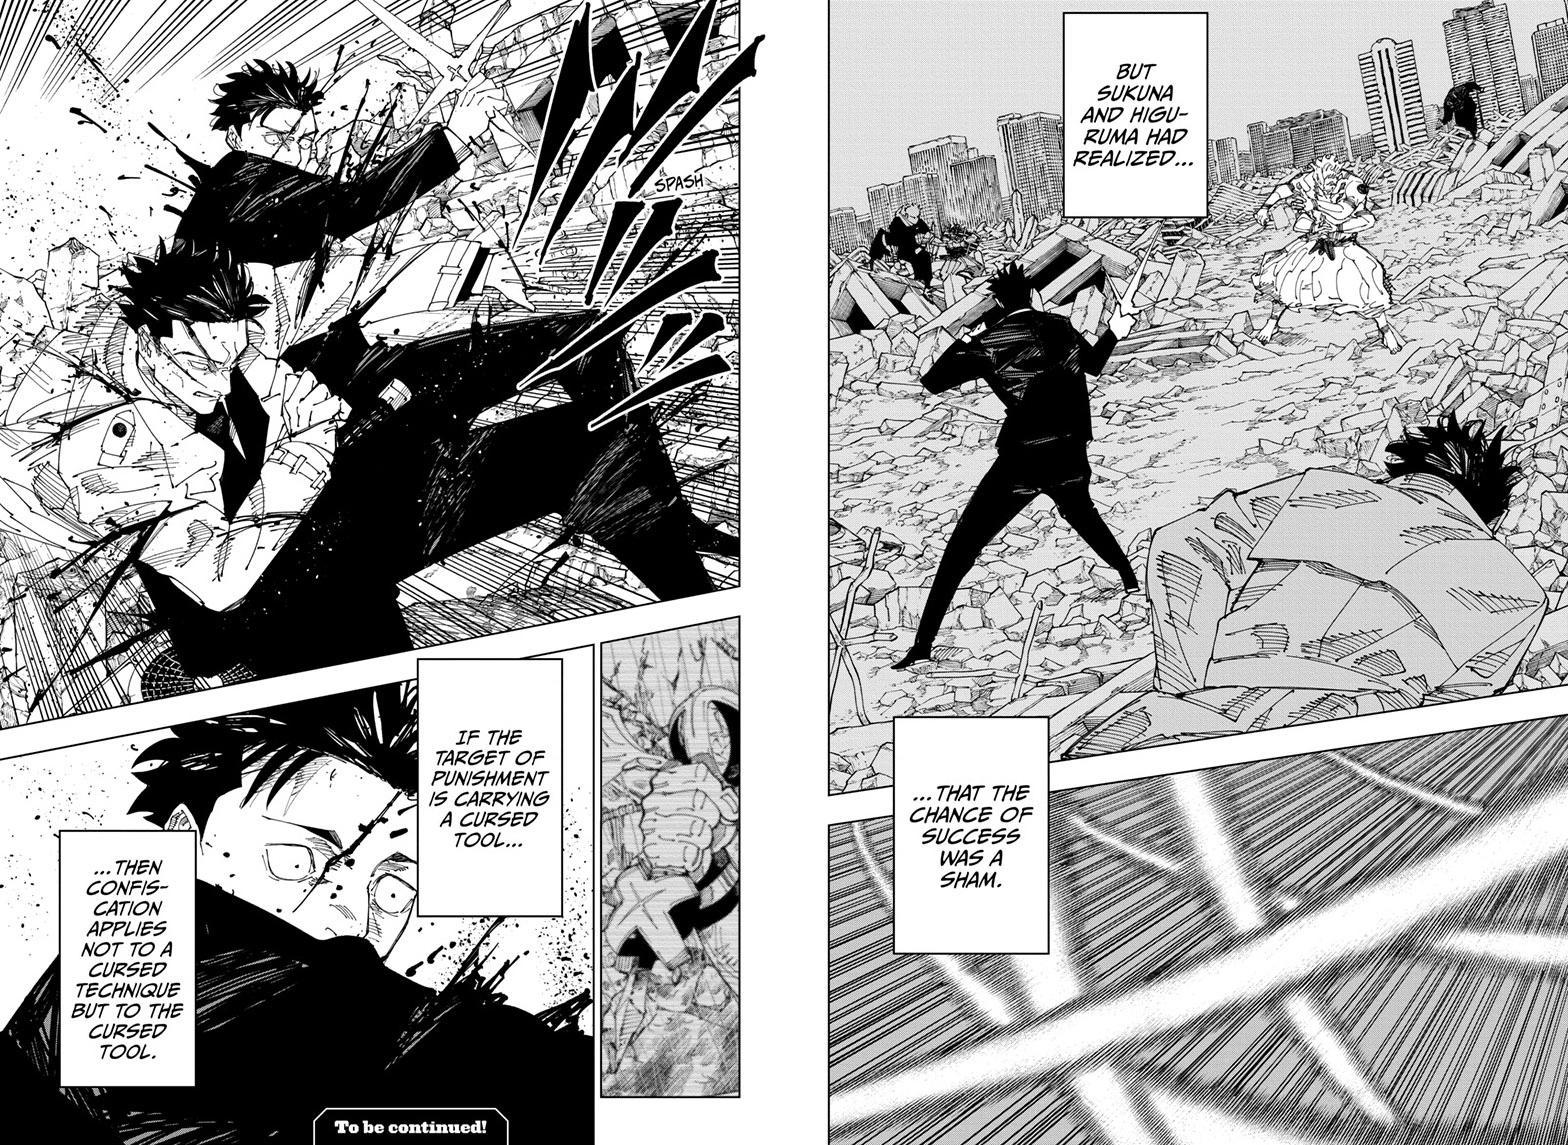 BUT
SUKUNA
AND HIGU-
RUMA HAD
REALIZED...
...THAT THE
CHANCE OF
SUCCESS
WAS A
SHAM.
SPASH
IF THE
TARGET OF
PUNISHMENT
IS CARRYING
A CURSED
TOOL...
...THEN
CONFIS-
CATION
APPLIES
NOT TO A
CURSED
TECHNIQUE
BUT TO THE
CURSED
TOOL.
To be continued!